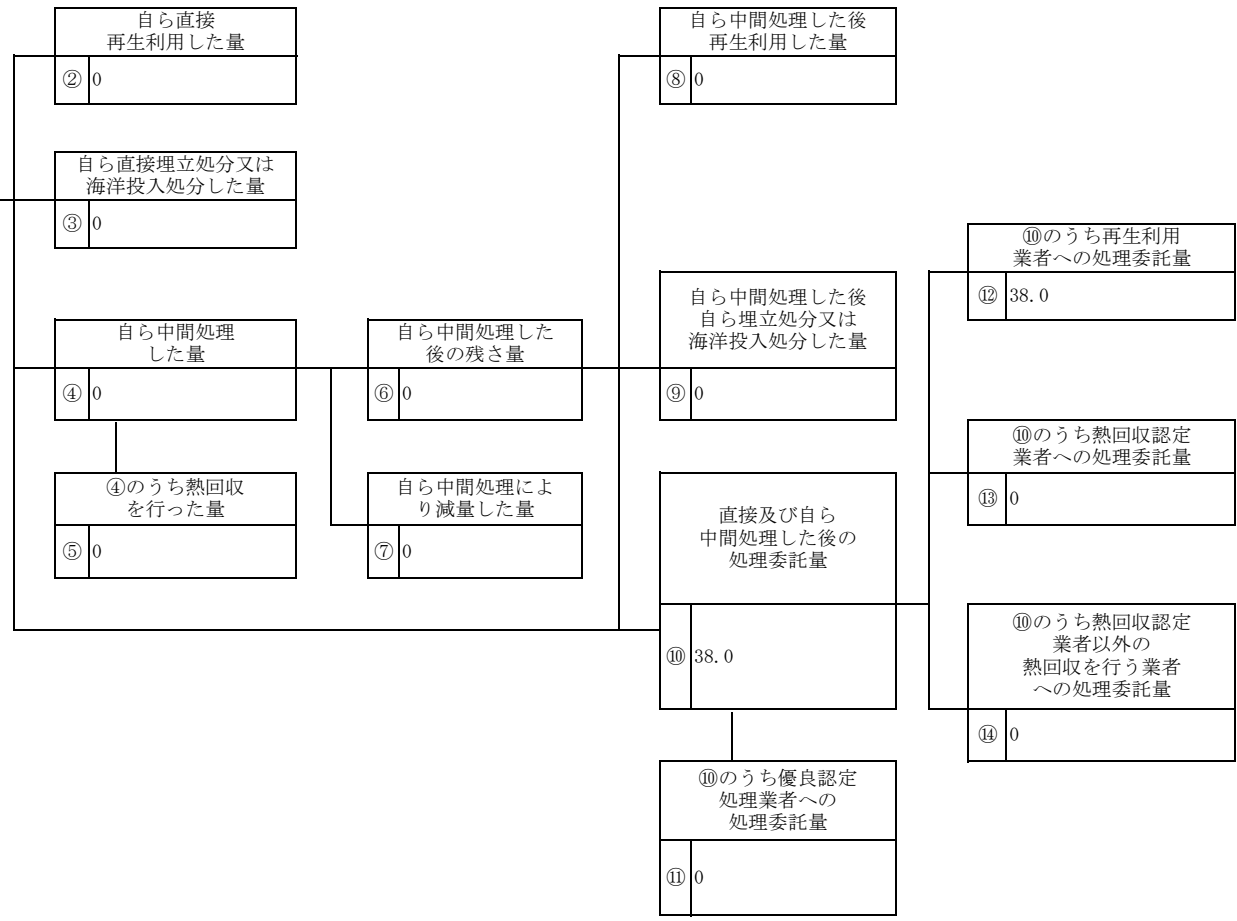 自ら直接
再生利用した量
② 0
自ら直接埋立処分又は
海洋投入処分した量
③ 0
自ら中間処理
した量
④ 0
④のうち熱回収
を行った量
⑤ 0
自ら中間処理した
後の残さ量
⑥ 0
自ら中間処理によ
り減量した量
⑦ 0
自ら中間処理した後
再生利用した量
⑧ 0
自ら中間処理した後
自ら埋立処分又は
海洋投入処分した量
⑨ 0
直接及び自ら
中間処理した後の
処理委託量
⑩ 38.0
⑩のうち優良認定
処理業者への
処理委託量
⑪ 0
⑩のうち再生利用
業者への処理委託量
⑫ 38.0
⑩のうち熱回収認定
業者への処理委託量
⑬ 0
⑩のうち熱回収認定
業者以外の
熱回収を行う業者
への処理委託量
⑭ 0